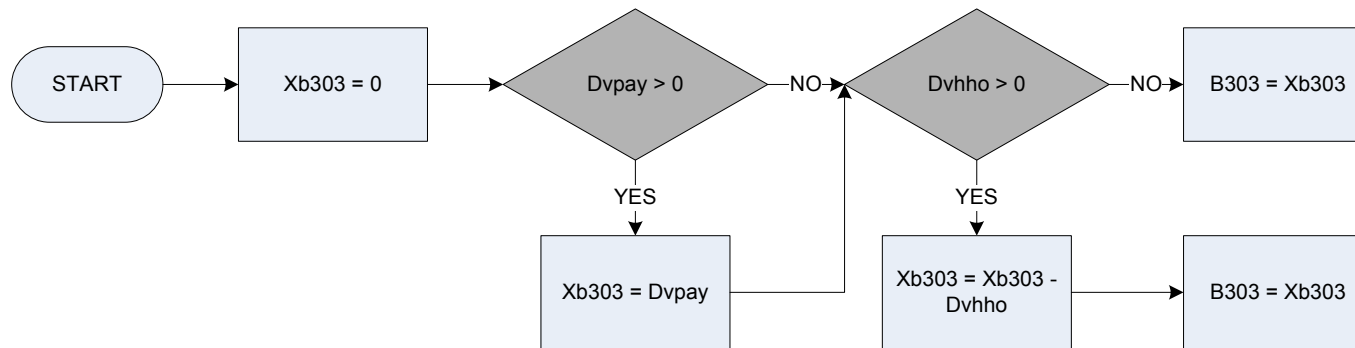 START
Xb303 = 0
Dvpay > 0
NO
Dvhho > 0
NO
B303 = Xb303
YES
YES
Xb303 = Dvpay
Xb303 = Xb303 -
Dvhho
B303 = Xb303